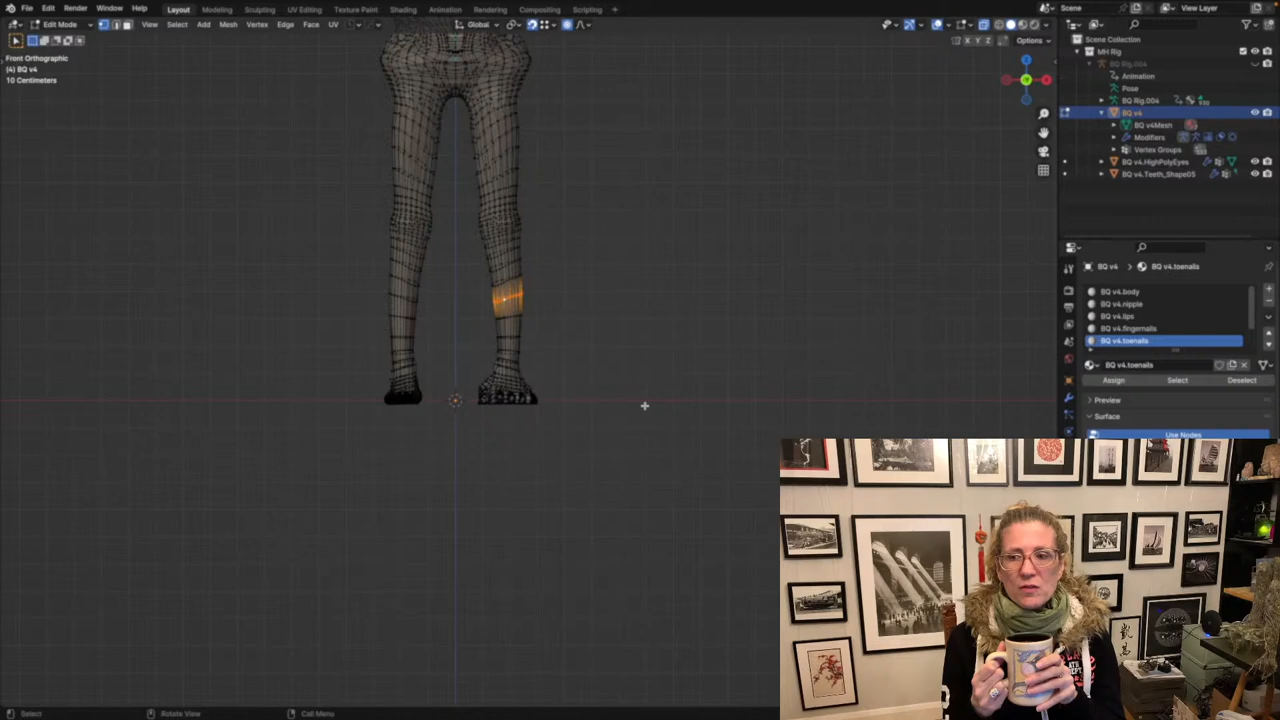 File Edit Render Window Help Layout Modeling Sculpting UV Editing Texture Paint Shading Animation Rendering Compositing Geometry Nodes Scripting + Scene View Layer
Edit Mode View Select Add Mesh Vertex Edge Face UV Global
X Y Z Options
Front Orthographic
(4) BQ v4
10 Centimeters
Scene Collection
MH Rig
BQ Rig.004
Animation
Pose
BQ Rig.004
BQ v4
BQ v4Mesh
Modifiers
Vertex Groups
BQ v4.HighPolyEyes
BQ v4.Teeth_Shape05
BQ v4 BQ v4.toenails
BQ v4.body
BQ v4.nipple
BQ v4.lips
BQ v4.fingernails
BQ v4.toenails
BQ v4.toenails
Assign Select Deselect
Preview
Surface
Use Nodes
Select Rotate View Call Menu